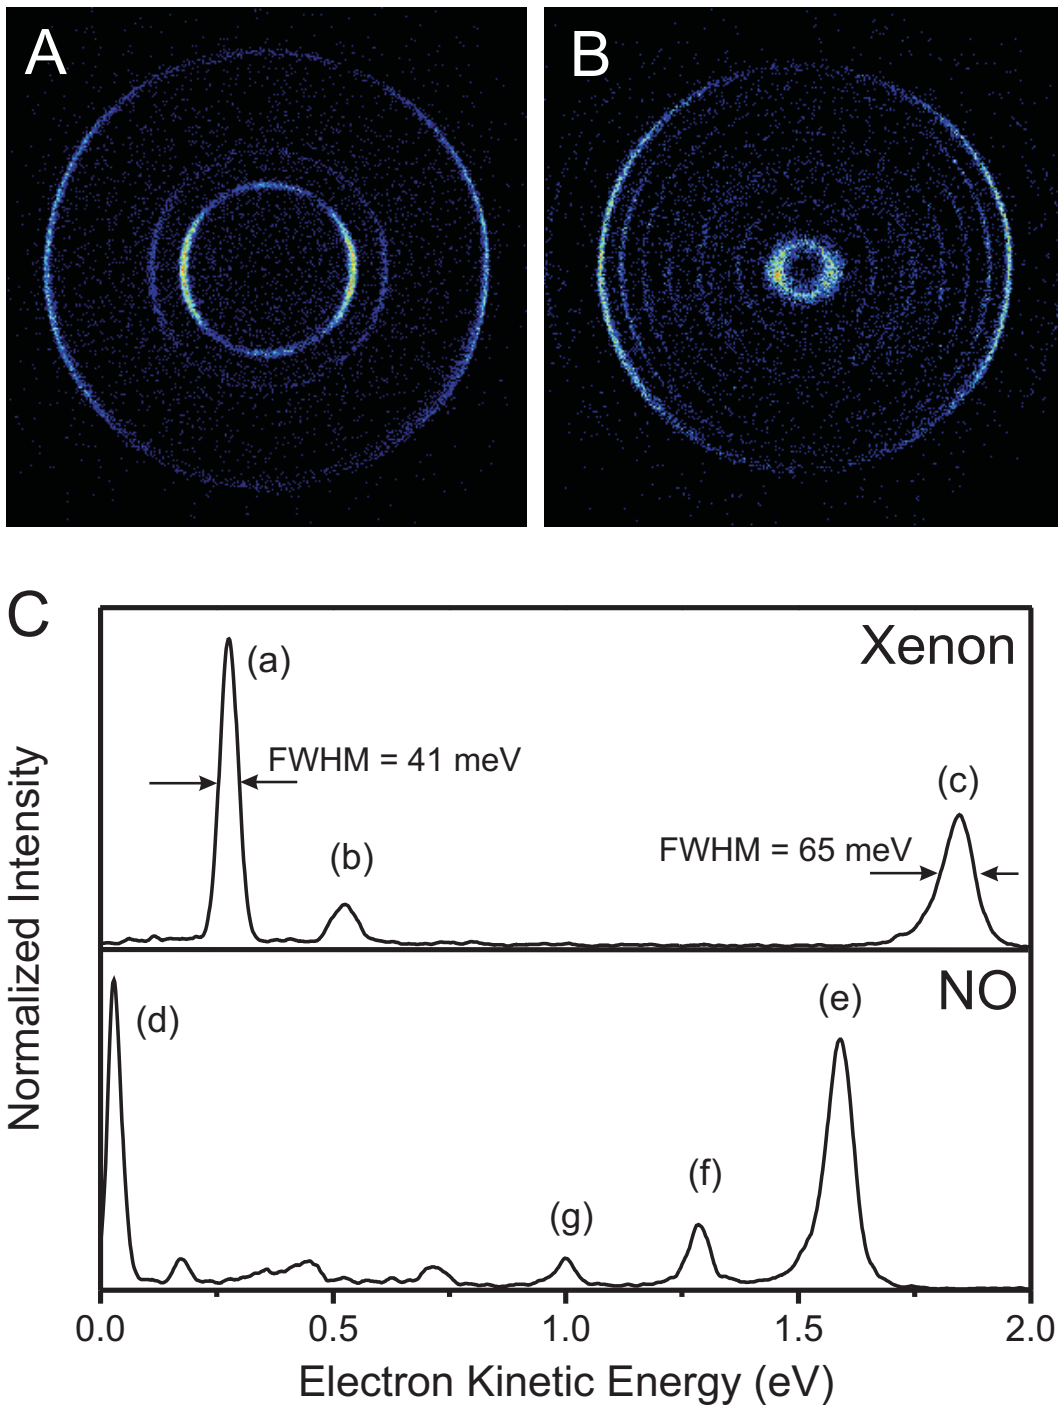 A
B
C
Xenon
(a)
FWHM = 41 meV
(c)
(b)
FWHM = 65 meV
NO
(d)
(e)
(f)
(g)
Normalized Intensity
0.0 0.5 1.0 1.5 2.0
Electron Kinetic Energy (eV)